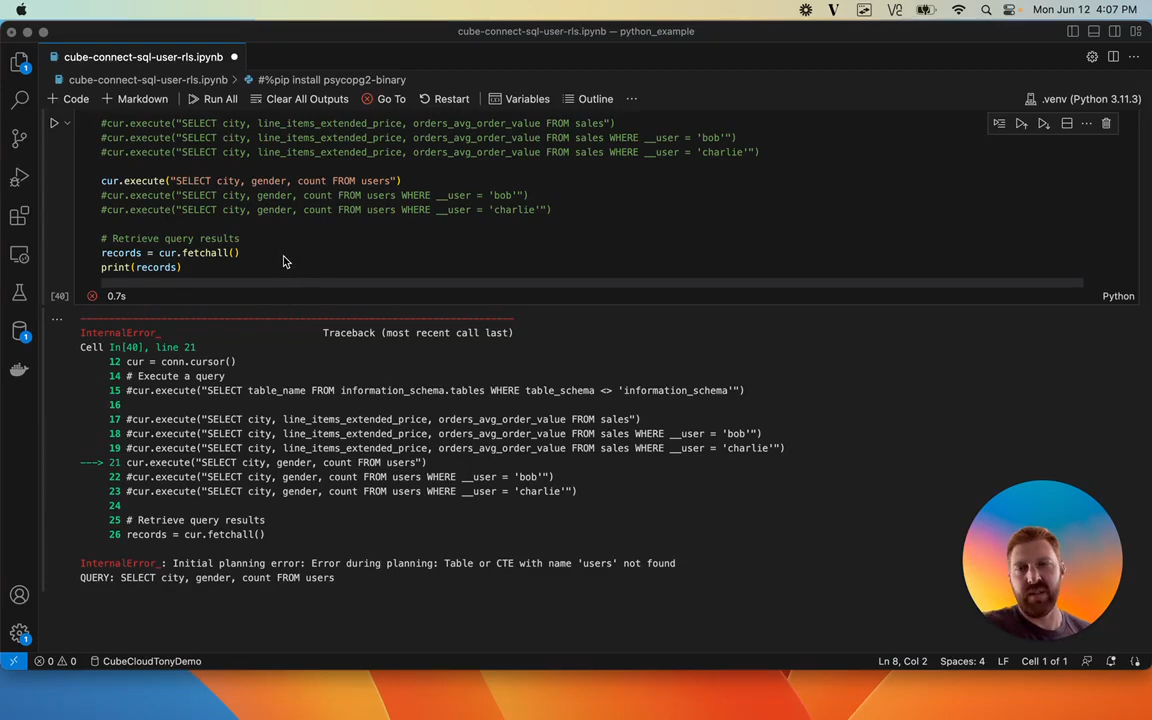 Mon Jun 12 4:07 PM
cube-connect-sql-user-rls.ipynb — python_example
cube-connect-sql-user-rls.ipynb
cube-connect-sql-user-rls.ipynb > #%pip install psycopg2-binary
+ Code + Markdown Run All Clear All Outputs Go To Restart Variables Outline ... .venv (Python 3.11.3)
#cur.execute("SELECT city, line_items_extended_price, orders_avg_order_value FROM sales")
#cur.execute("SELECT city, line_items_extended_price, orders_avg_order_value FROM sales WHERE __user = 'bob'")
#cur.execute("SELECT city, line_items_extended_price, orders_avg_order_value FROM sales WHERE __user = 'charlie'")
cur.execute("SELECT city, gender, count FROM users")
#cur.execute("SELECT city, gender, count FROM users WHERE __user = 'bob'")
#cur.execute("SELECT city, gender, count FROM users WHERE __user = 'charlie'")
# Retrieve query results
records = cur.fetchall()
print(records)
[40] 0.7s Python
InternalError_ Traceback (most recent call last)
Cell In[40], line 21
12 cur = conn.cursor()
14 # Execute a query
15 #cur.execute("SELECT table_name FROM information_schema.tables WHERE table_schema <> 'information_schema'")
16
17 #cur.execute("SELECT city, line_items_extended_price, orders_avg_order_value FROM sales")
18 #cur.execute("SELECT city, line_items_extended_price, orders_avg_order_value FROM sales WHERE __user = 'bob'")
19 #cur.execute("SELECT city, line_items_extended_price, orders_avg_order_value FROM sales WHERE __user = 'charlie'")
---> 21 cur.execute("SELECT city, gender, count FROM users")
22 #cur.execute("SELECT city, gender, count FROM users WHERE __user = 'bob'")
23 #cur.execute("SELECT city, gender, count FROM users WHERE __user = 'charlie'")
24
25 # Retrieve query results
26 records = cur.fetchall()
InternalError_: Initial planning error: Error during planning: Table or CTE with name 'users' not found
QUERY: SELECT city, gender, count FROM users
0 0 CubeCloudTonyDemo Ln 8, Col 2 Spaces: 4 LF Cell 1 of 1